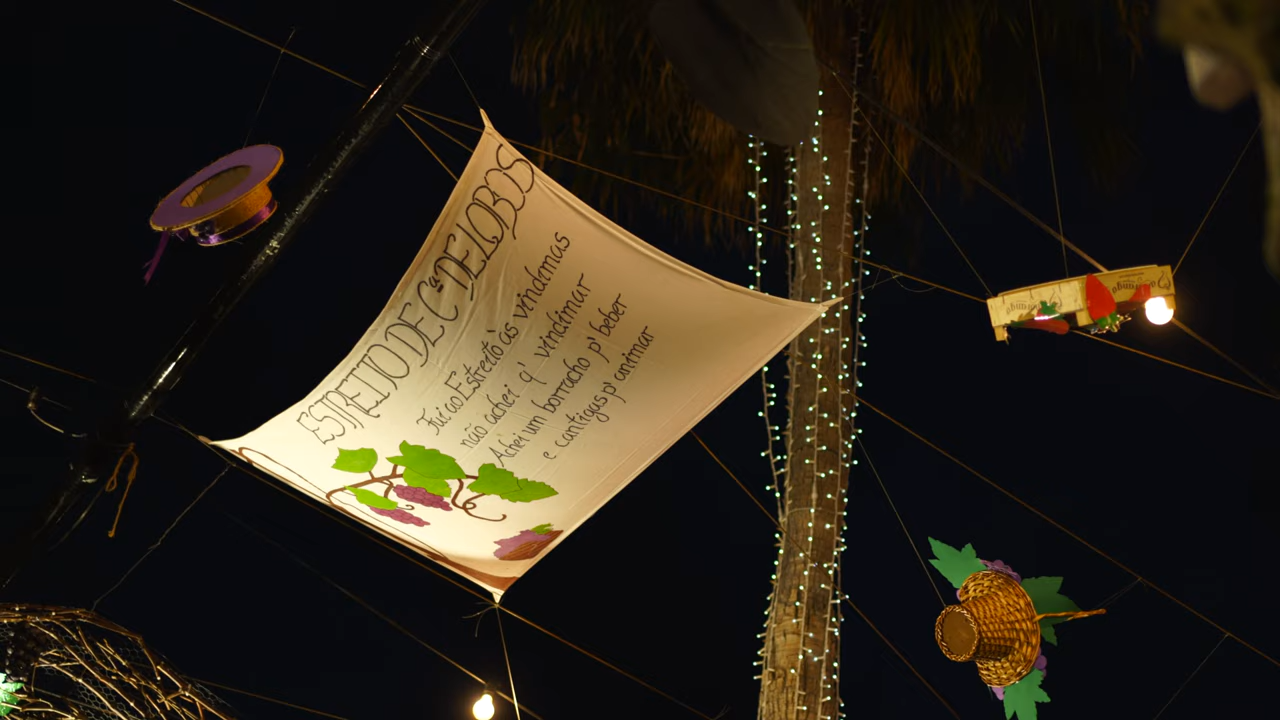 ESTREITO DE Cª DE LOBOS
Fui ao Estreito às vindimas
não achei q' vindimar
Achei um borracho p' beber
e cantigas p' animar